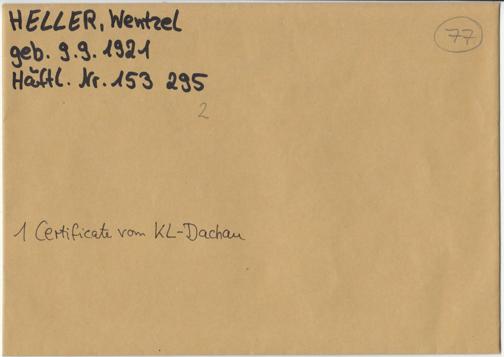 HELLER, Wentzel
77
geb. 9.9.1921
Häftl. Nr. 153 295
2
1 Certificate vom KL-Dachau